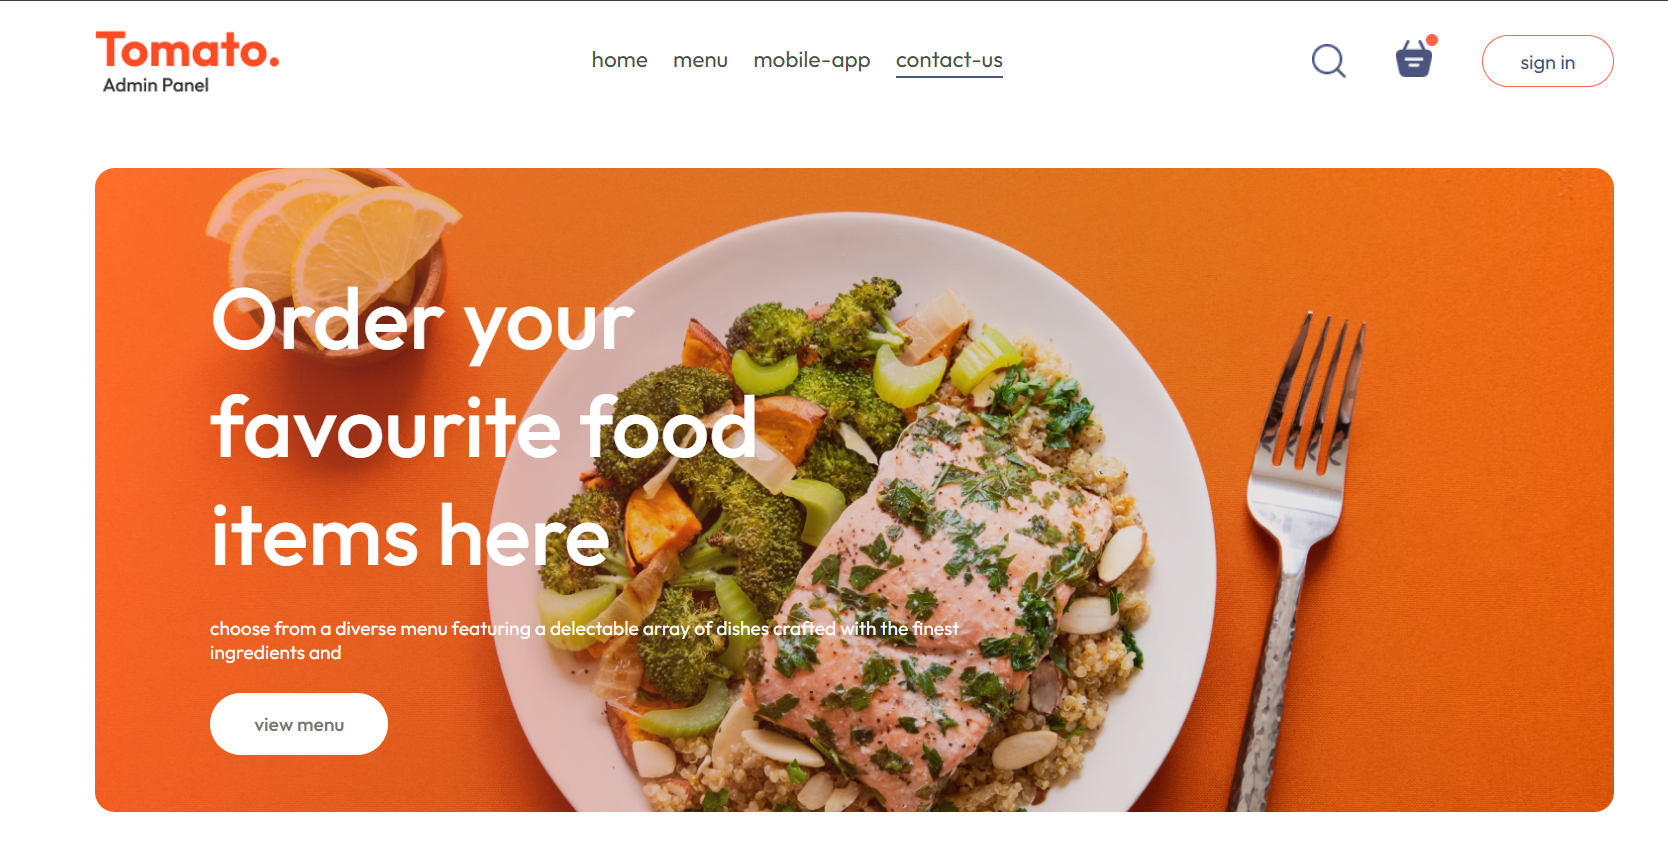 Tomato.
Admin Panel
home menu mobile-app contact-us
sign in
Order your
favourite food
items here
choose from a diverse menu featuring a delectable array of dishes crafted with the finest
ingredients and
view menu